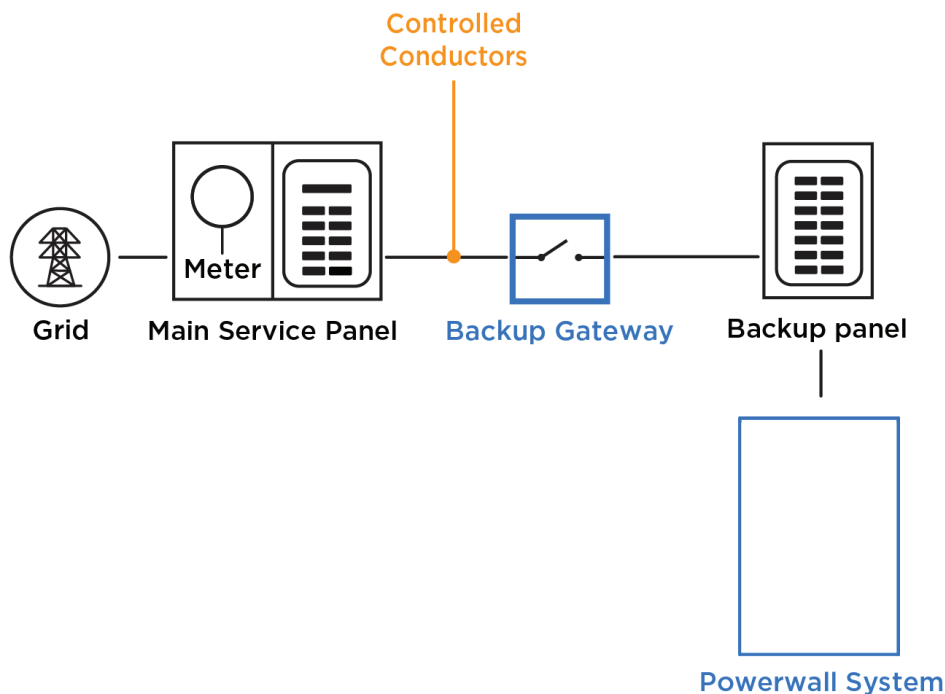 Controlled
Conductors
Meter
Grid
Main Service Panel
Backup Gateway
Backup panel
Powerwall System